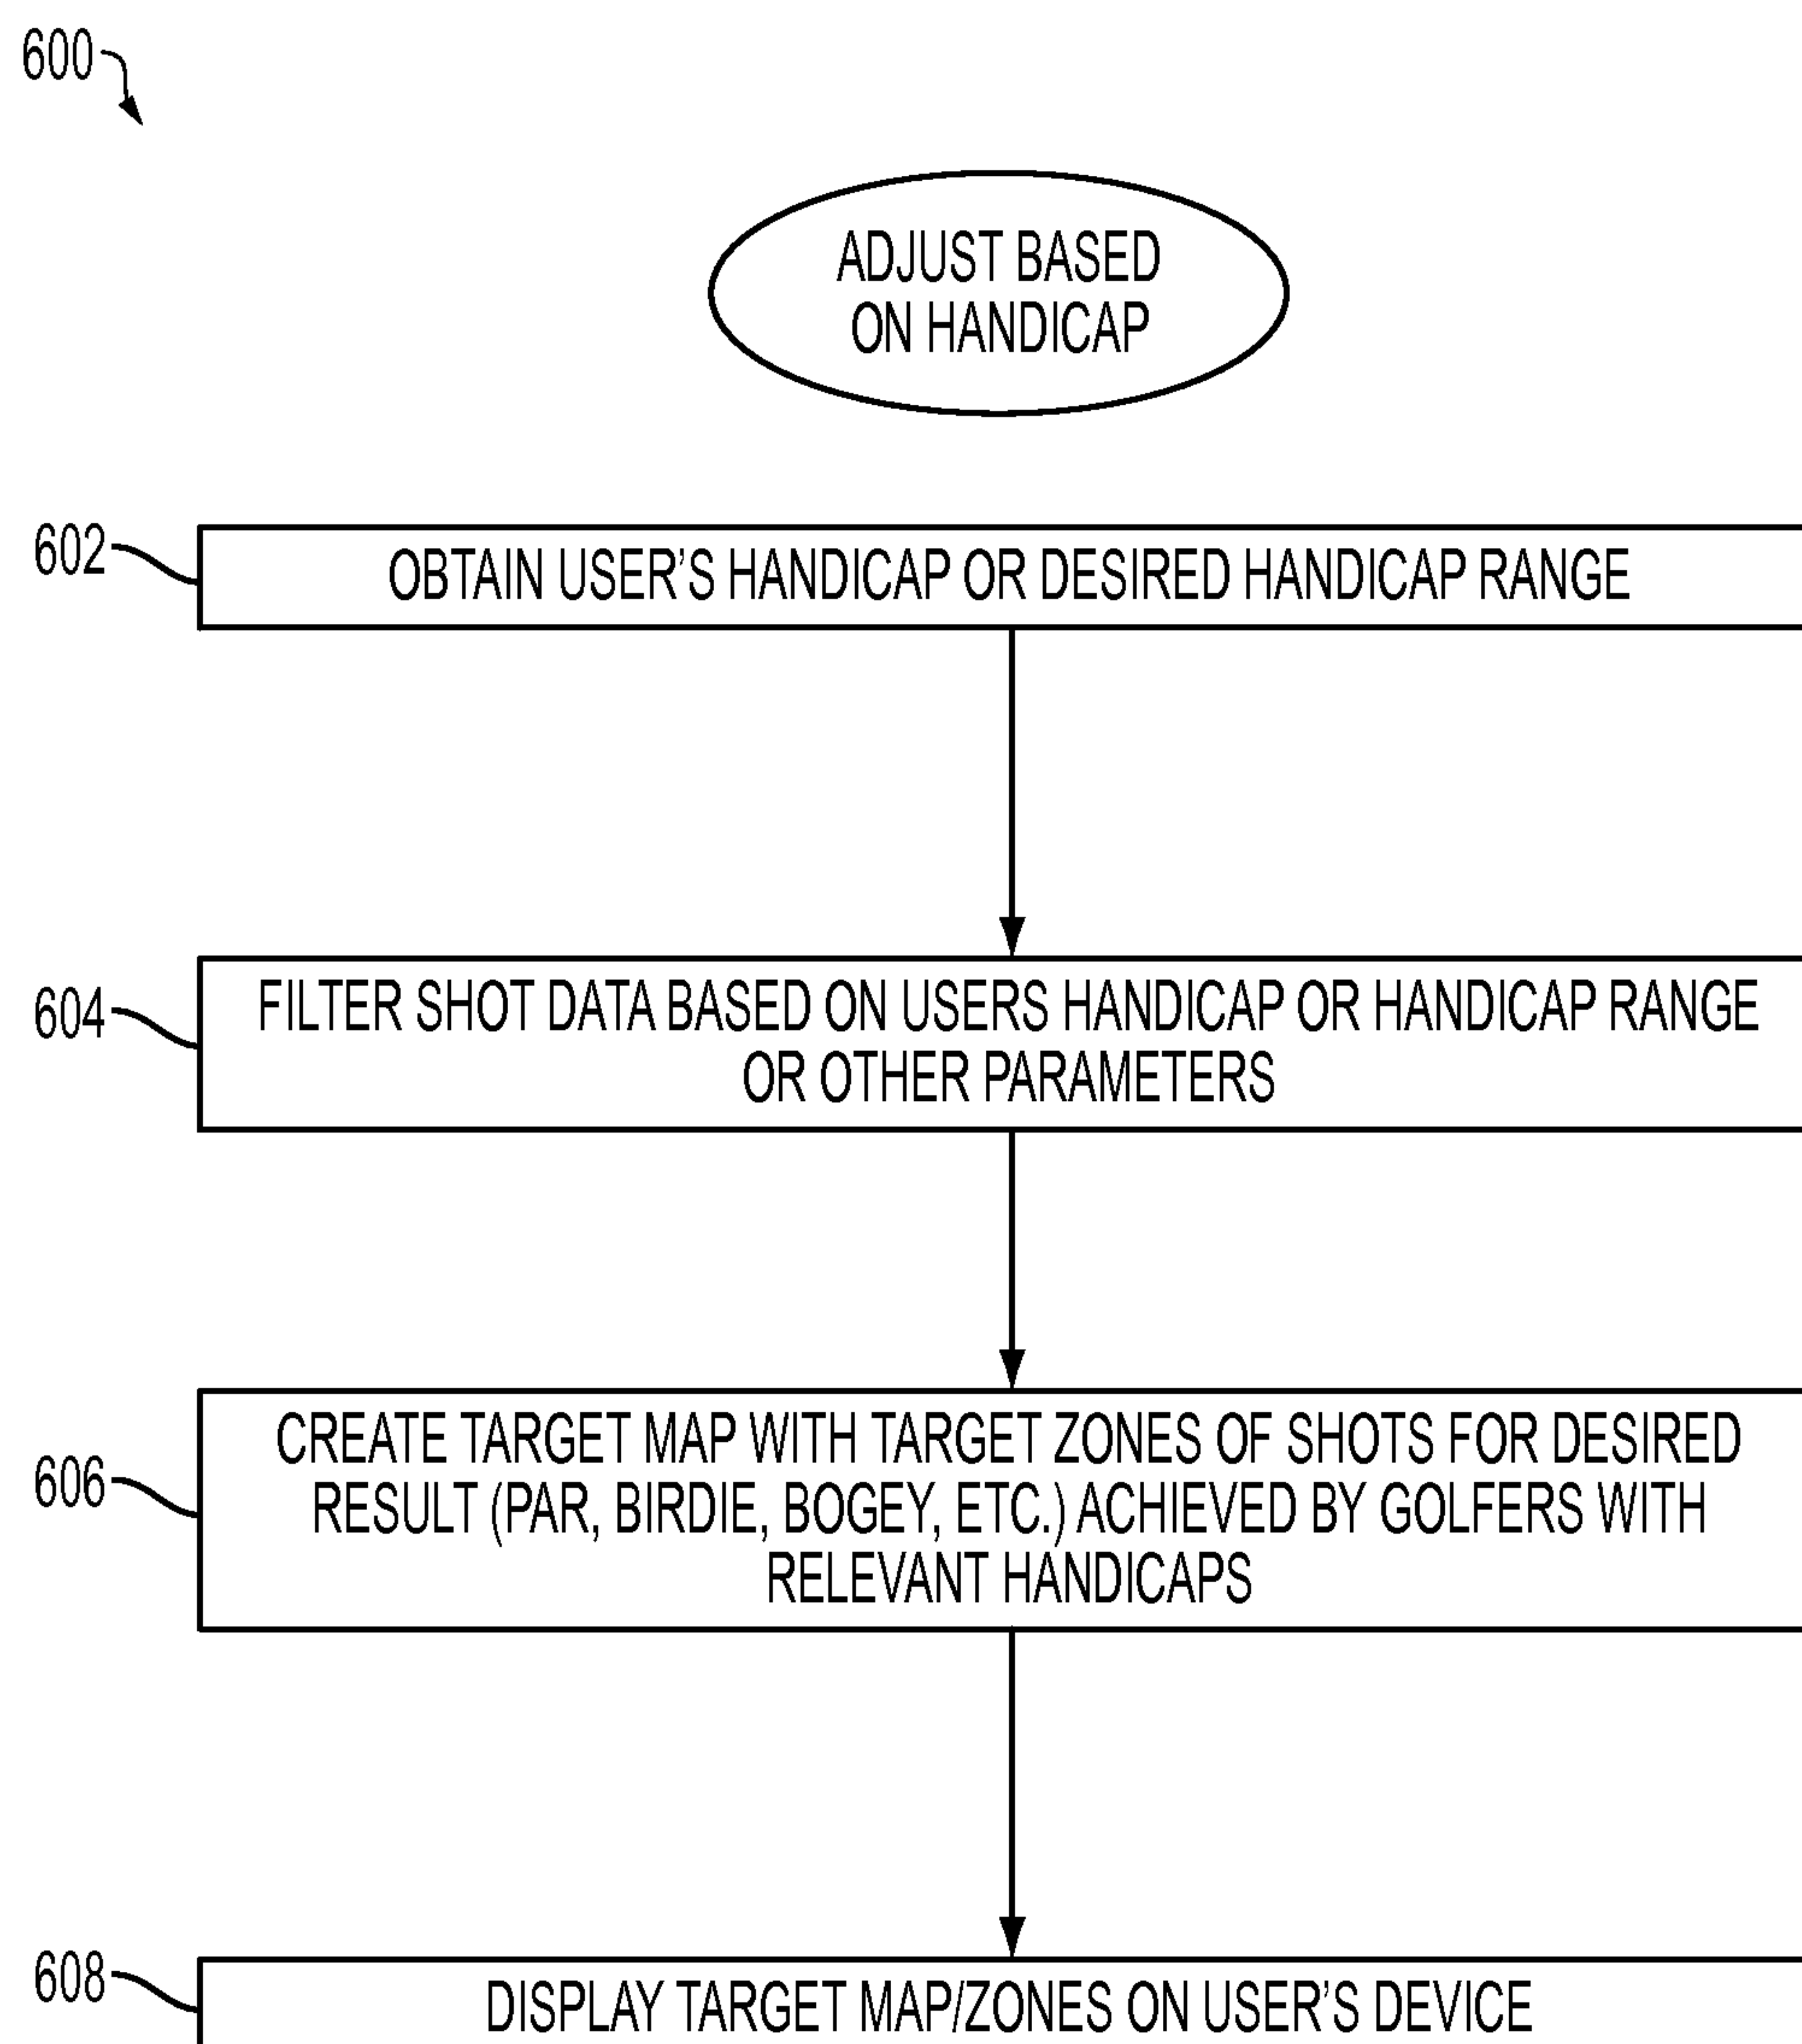 600
ADJUST BASED
ON HANDICAP
602
OBTAIN USER'S HANDICAP OR DESIRED HANDICAP RANGE
604
FILTER SHOT DATA BASED ON USERS HANDICAP OR HANDICAP RANGE
OR OTHER PARAMETERS
606
CREATE TARGET MAP WITH TARGET ZONES OF SHOTS FOR DESIRED
RESULT (PAR, BIRDIE, BOGEY, ETC.) ACHIEVED BY GOLFERS WITH
RELEVANT HANDICAPS
608
DISPLAY TARGET MAP/ZONES ON USER'S DEVICE